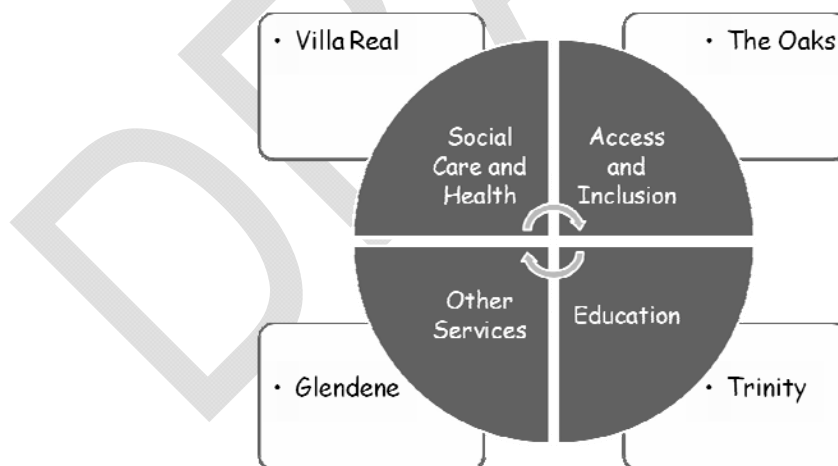 • Villa Real
• The Oaks
Social
Care and
Health
Access
and
Inclusion
Other
Services
Education
• Glendene
• Trinity